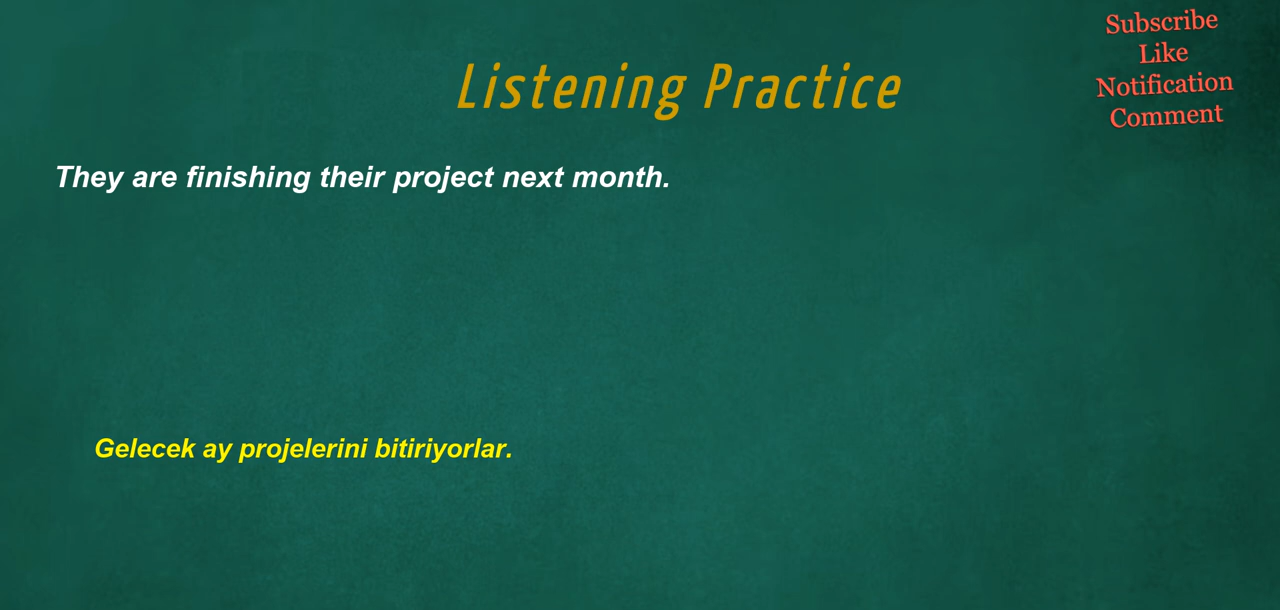 Subscribe
Like
Notification
Comment
Listening Practice
They are finishing their project next month.
Gelecek ay projelerini bitiriyorlar.